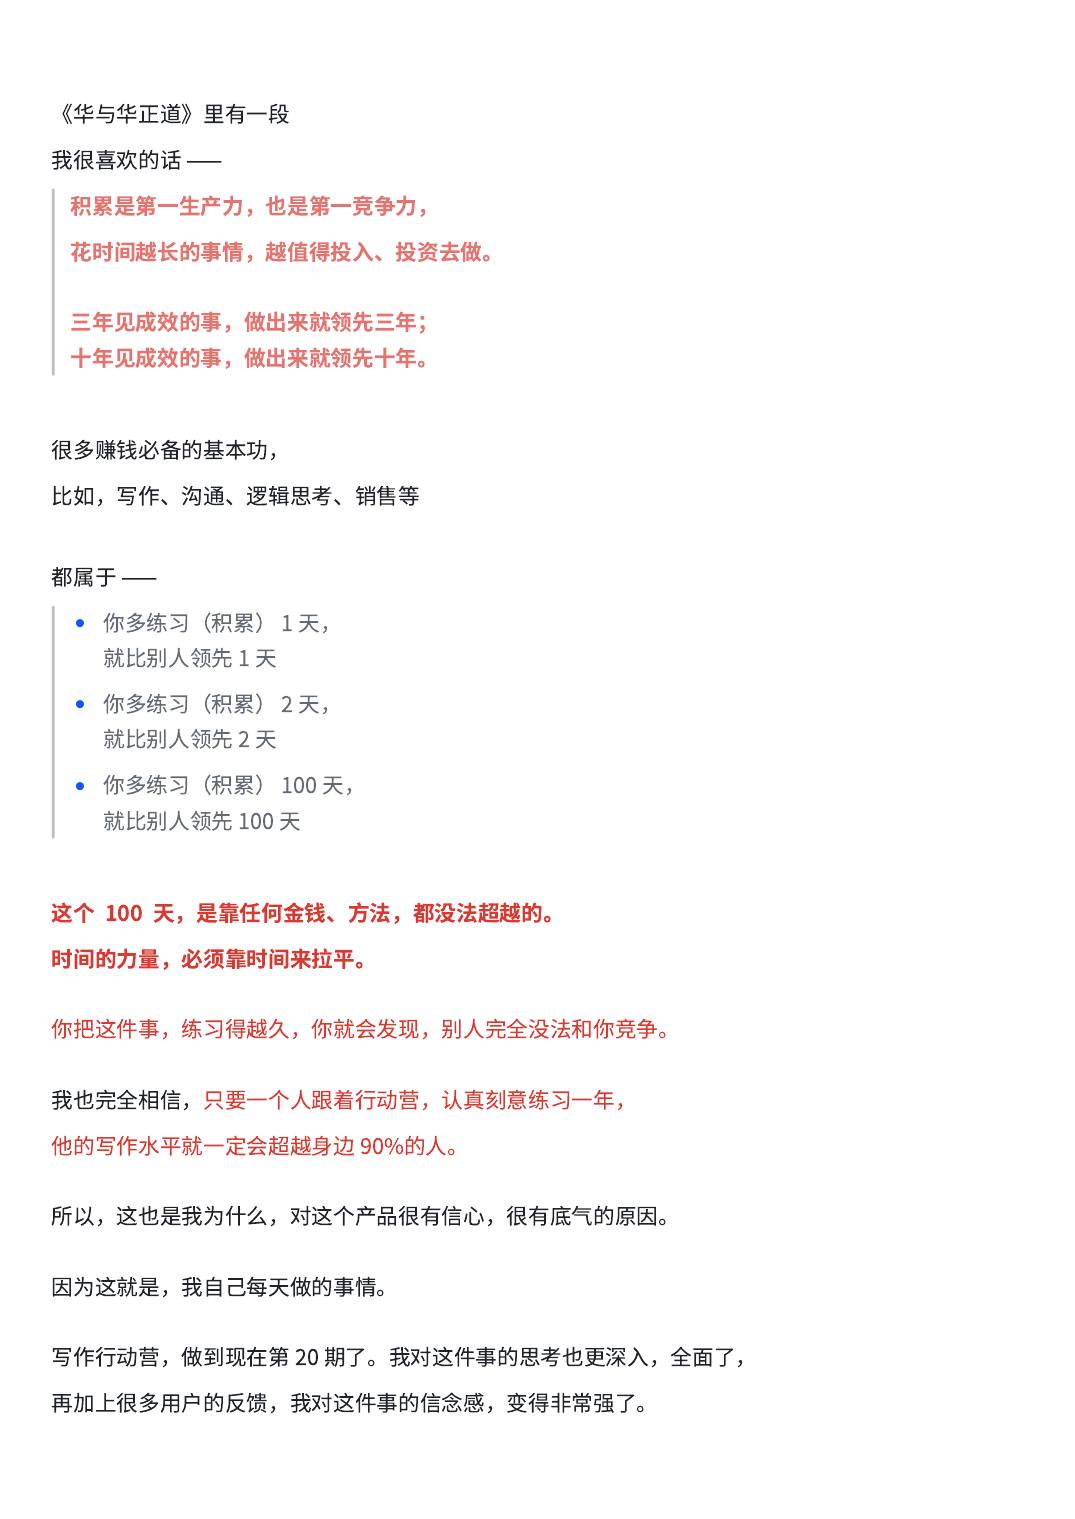 《华与华正道》里有一段
我很喜欢的话 ——
积累是第一生产力，也是第一竞争力，
花时间越长的事情，越值得投入、投资去做。
三年见成效的事，做出来就领先三年；
十年见成效的事，做出来就领先十年。
很多赚钱必备的基本功，
比如，写作、沟通、逻辑思考、销售等
都属于 ——
• 你多练习（积累） 1 天，
就比别人领先 1 天
• 你多练习（积累） 2 天，
就比别人领先 2 天
• 你多练习（积累） 100 天，
就比别人领先 100 天
这个 100 天，是靠任何金钱、方法，都没法超越的。
时间的力量，必须靠时间来拉平。
你把这件事，练习得越久，你就会发现，别人完全没法和你竞争。
我也完全相信，只要一个人跟着行动营，认真刻意练习一年，
他的写作水平就一定会超越身边 90%的人。
所以，这也是我为什么，对这个产品很有信心，很有底气的原因。
因为这就是，我自己每天做的事情。
写作行动营，做到现在第 20 期了。我对这件事的思考也更深入，全面了，
再加上很多用户的反馈，我对这件事的信念感，变得非常强了。